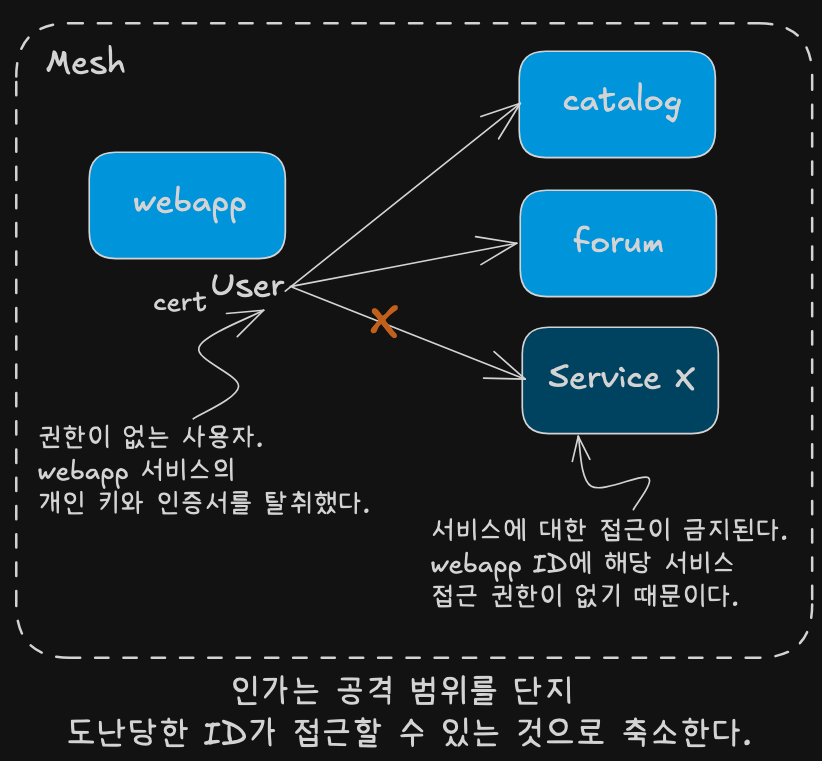 Mesh
catalog
webapp
forum
cert User
Service X
권한이 없는 사용자.
webapp 서비스의
개인 키와 인증서를 탈취했다.
서비스에 대한 접근이 금지된다.
webapp ID에 해당 서비스
접근 권한이 없기 때문이다.
인가는 공격 범위를 단지
도난당한 ID가 접근할 수 있는 것으로 축소한다.